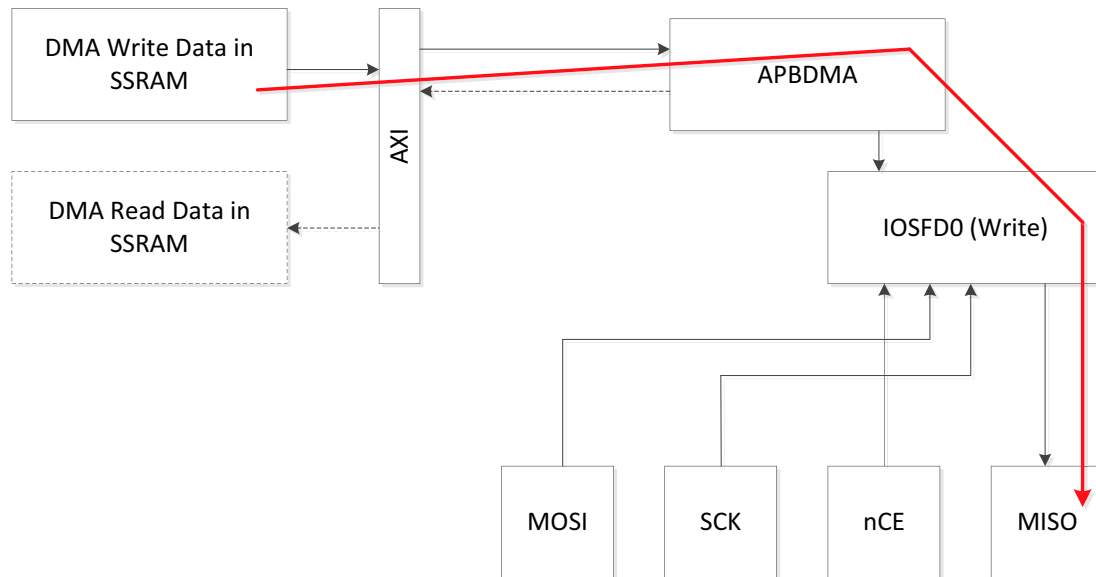 DMA Write Data in
SSRAM
APBDMA
AXI
DMA Read Data in
SSRAM
IOSFD0 (Write)
MOSI
SCK
nCE
MISO